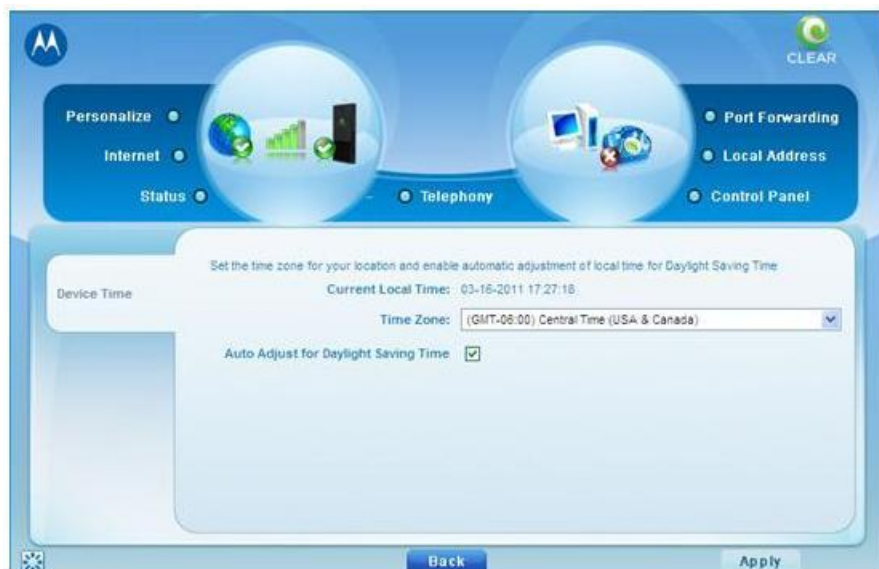 CLEAR
Personalize
Internet
Status
Telephony
Port Forwarding
Local Address
Control Panel
Set the time zone for your location and enable automatic adjustment of local time for Daylight Saving Time
Device Time
Current Local Time: 03-16-2011 17:27:18
Time Zone: (GMT-06:00) Central Time (USA & Canada)
Auto Adjust for Daylight Saving Time
Back
Apply